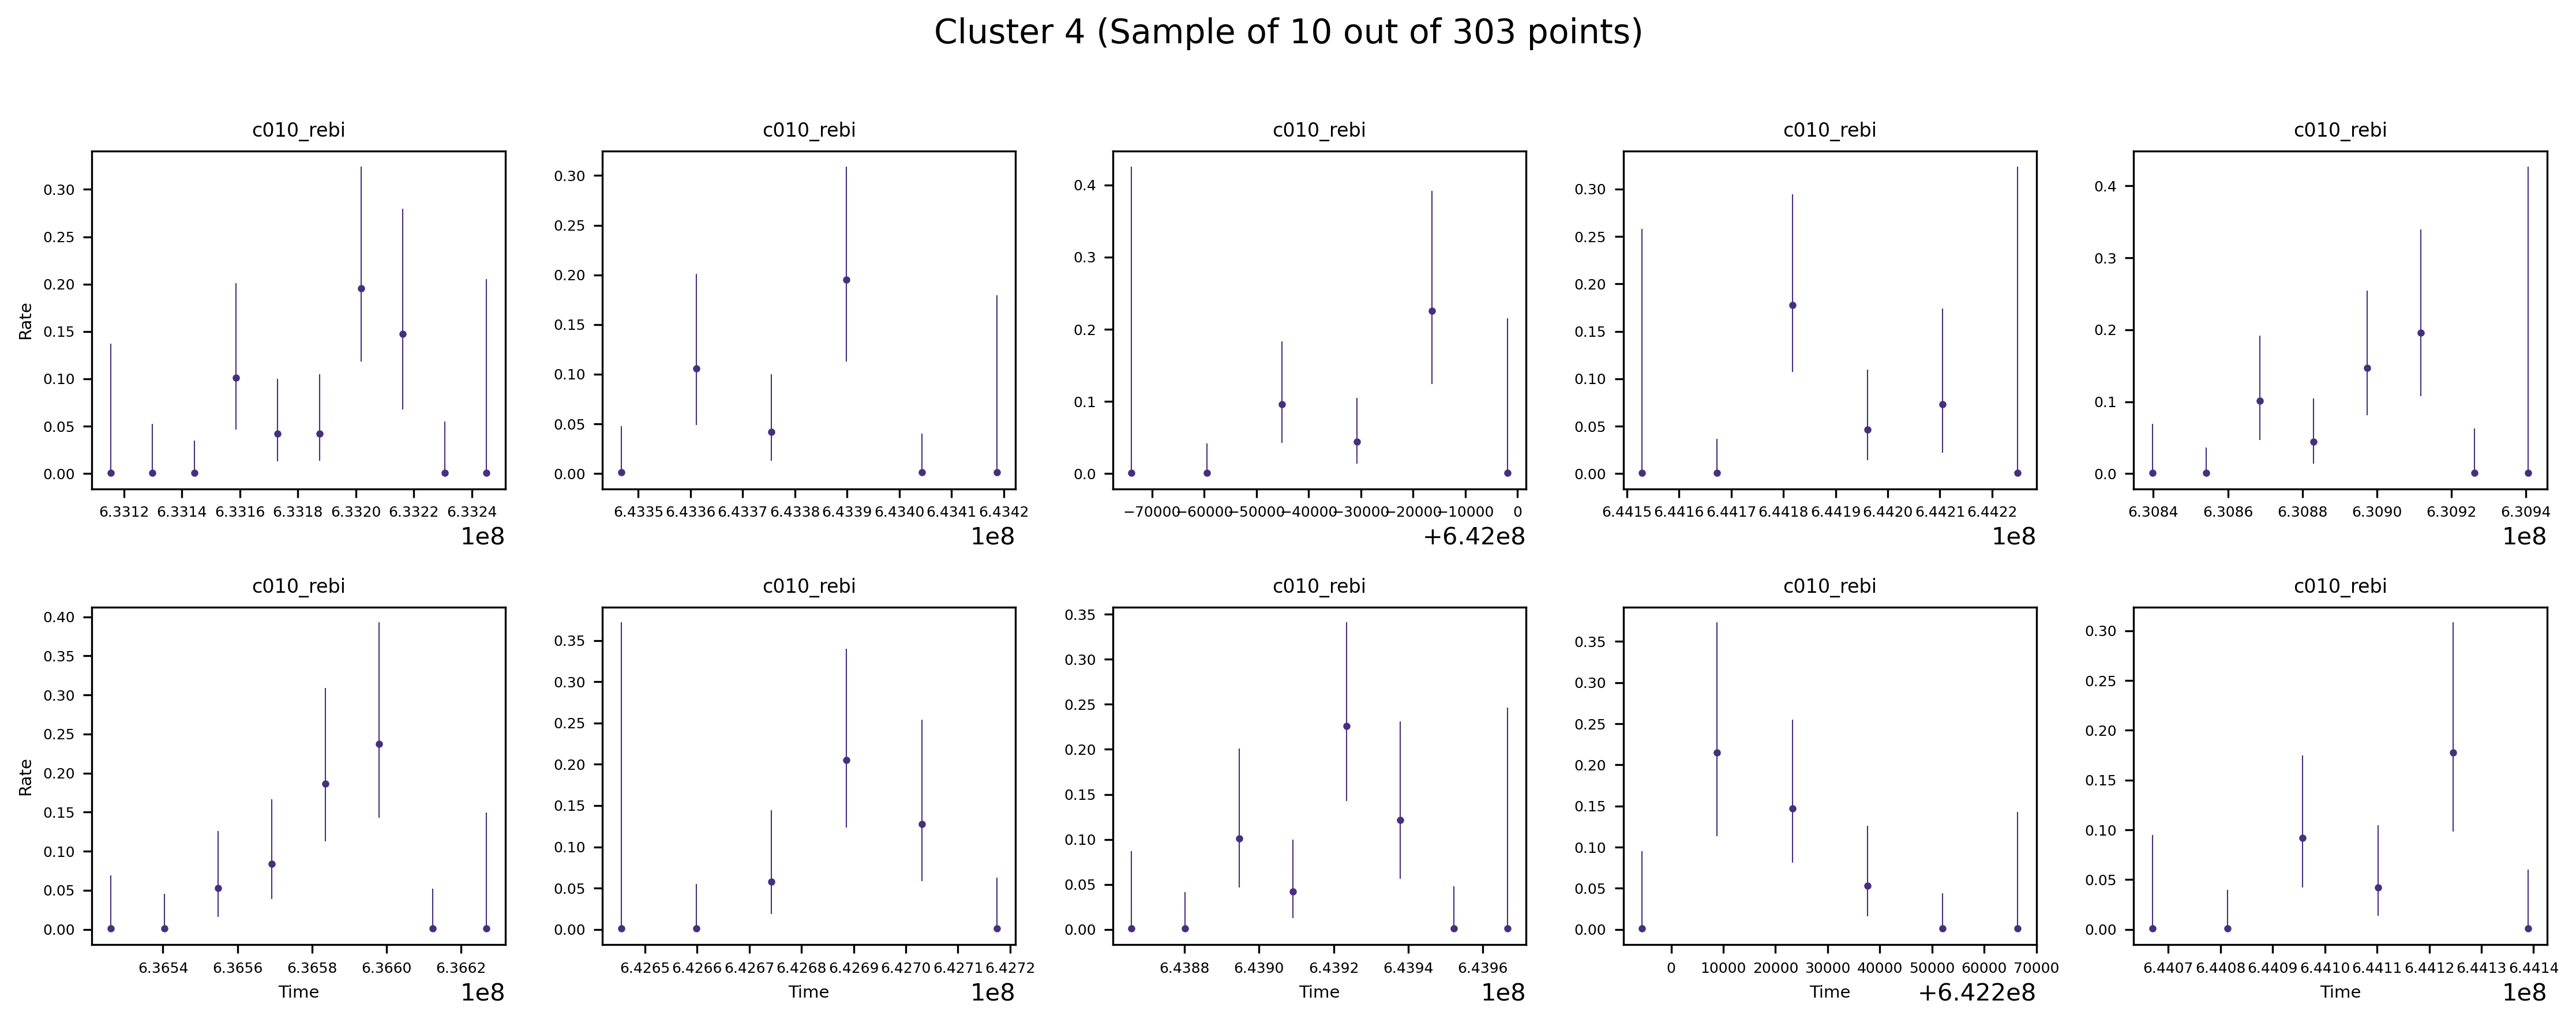 Cluster 4 (Sample of 10 out of 303 points)
c010_rebi c010_rebi c010_rebi c010_rebi c010_rebi
Rate
0.30
0.25
0.20
0.15
0.10
0.05
0.00
6.3312 6.3314 6.3316 6.3318 6.3320 6.3322 6.3324
1e8
0.30
0.25
0.20
0.15
0.10
0.05
0.00
6.4335 6.4336 6.4337 6.4338 6.4339 6.4340 6.4341 6.4342
1e8
0.4
0.3
0.2
0.1
0.0
−70000 −60000 −50000 −40000 −30000 −20000 −10000 0
+6.42e8
0.30
0.25
0.20
0.15
0.10
0.05
0.00
6.4415 6.4416 6.4417 6.4418 6.4419 6.4420 6.4421 6.4422
1e8
0.4
0.3
0.2
0.1
0.0
6.3084 6.3086 6.3088 6.3090 6.3092 6.3094
1e8
c010_rebi c010_rebi c010_rebi c010_rebi c010_rebi
Rate
0.40
0.35
0.30
0.25
0.20
0.15
0.10
0.05
0.00
6.3654 6.3656 6.3658 6.3660 6.3662
Time
1e8
0.35
0.30
0.25
0.20
0.15
0.10
0.05
0.00
6.4265 6.4266 6.4267 6.4268 6.4269 6.4270 6.4271 6.4272
Time
1e8
0.35
0.30
0.25
0.20
0.15
0.10
0.05
0.00
6.4388 6.4390 6.4392 6.4394 6.4396
Time
1e8
0.35
0.30
0.25
0.20
0.15
0.10
0.05
0.00
0 10000 20000 30000 40000 50000 60000 70000
Time
+6.422e8
0.30
0.25
0.20
0.15
0.10
0.05
0.00
6.4407 6.4408 6.4409 6.4410 6.4411 6.4412 6.4413 6.4414
Time
1e8